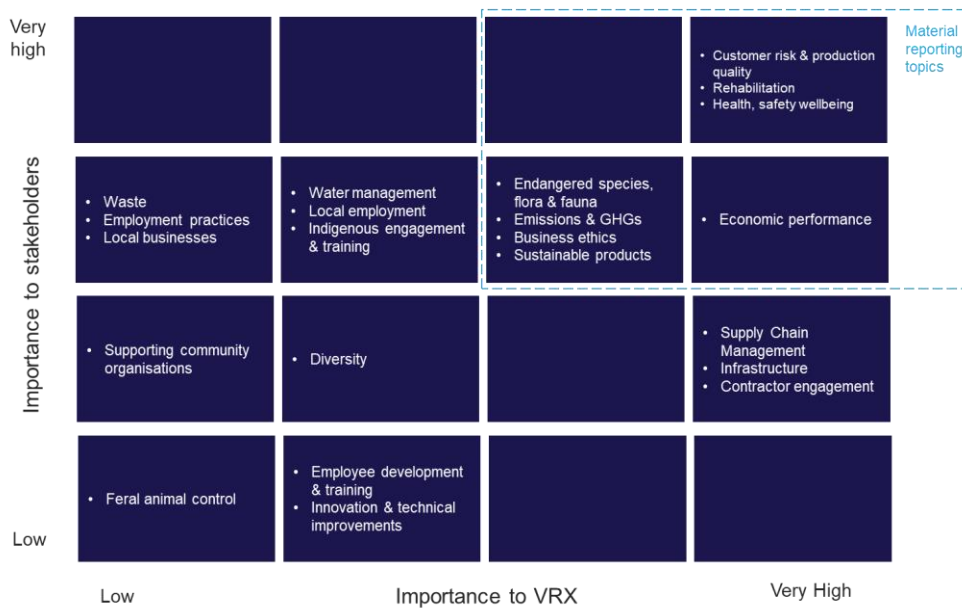 Very
high
Material
reporting
topics
• Customer risk & production
quality
• Rehabilitation
• Health, safety wellbeing
Importance to stakeholders
• Waste
• Employment practices
• Local businesses
• Water management
• Local employment
• Indigenous engagement
& training
• Endangered species,
flora & fauna
• Emissions & GHGs
• Business ethics
• Sustainable products
• Economic performance
• Supporting community
organisations
• Diversity
• Supply Chain
Management
• Infrastructure
• Contractor engagement
• Feral animal control
• Employee development
& training
• Innovation & technical
improvements
Low
Low
Importance to VRX
Very High